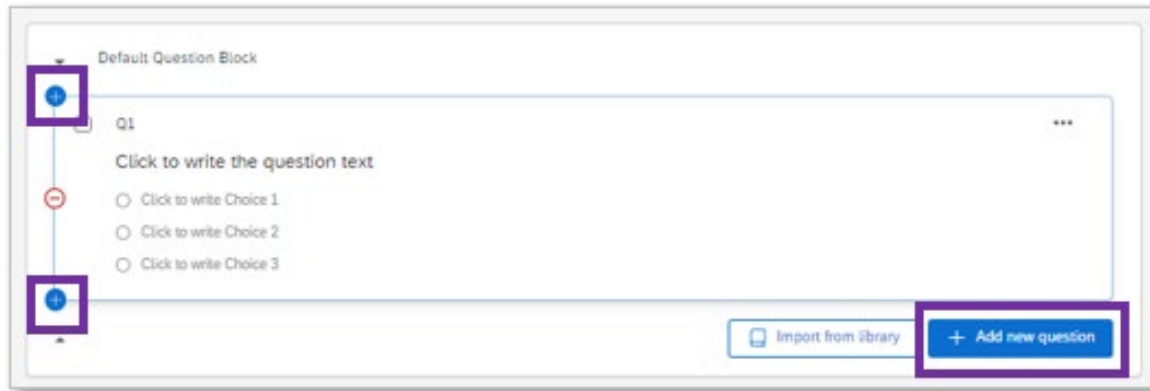 Default Question Block
Q1
Click to write the question text
Click to write Choice 1
Click to write Choice 2
Click to write Choice 3
Import from library
+ Add new question